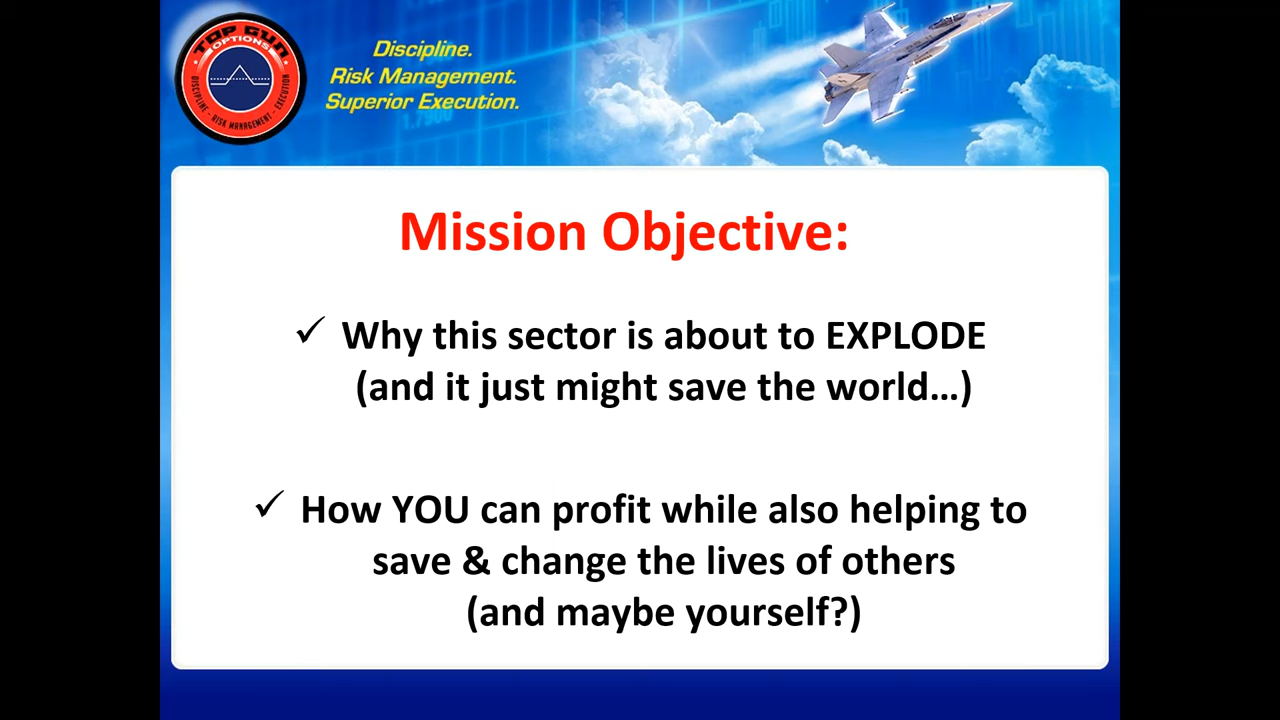 TOP GUN
OPTIONS
DISCIPLINE - RISK MANAGEMENT - EXECUTION
Discipline.
Risk Management.
Superior Execution.
1.7900
Mission Objective:
✓ Why this sector is about to EXPLODE
(and it just might save the world...)
✓ How YOU can profit while also helping to
save & change the lives of others
(and maybe yourself?)